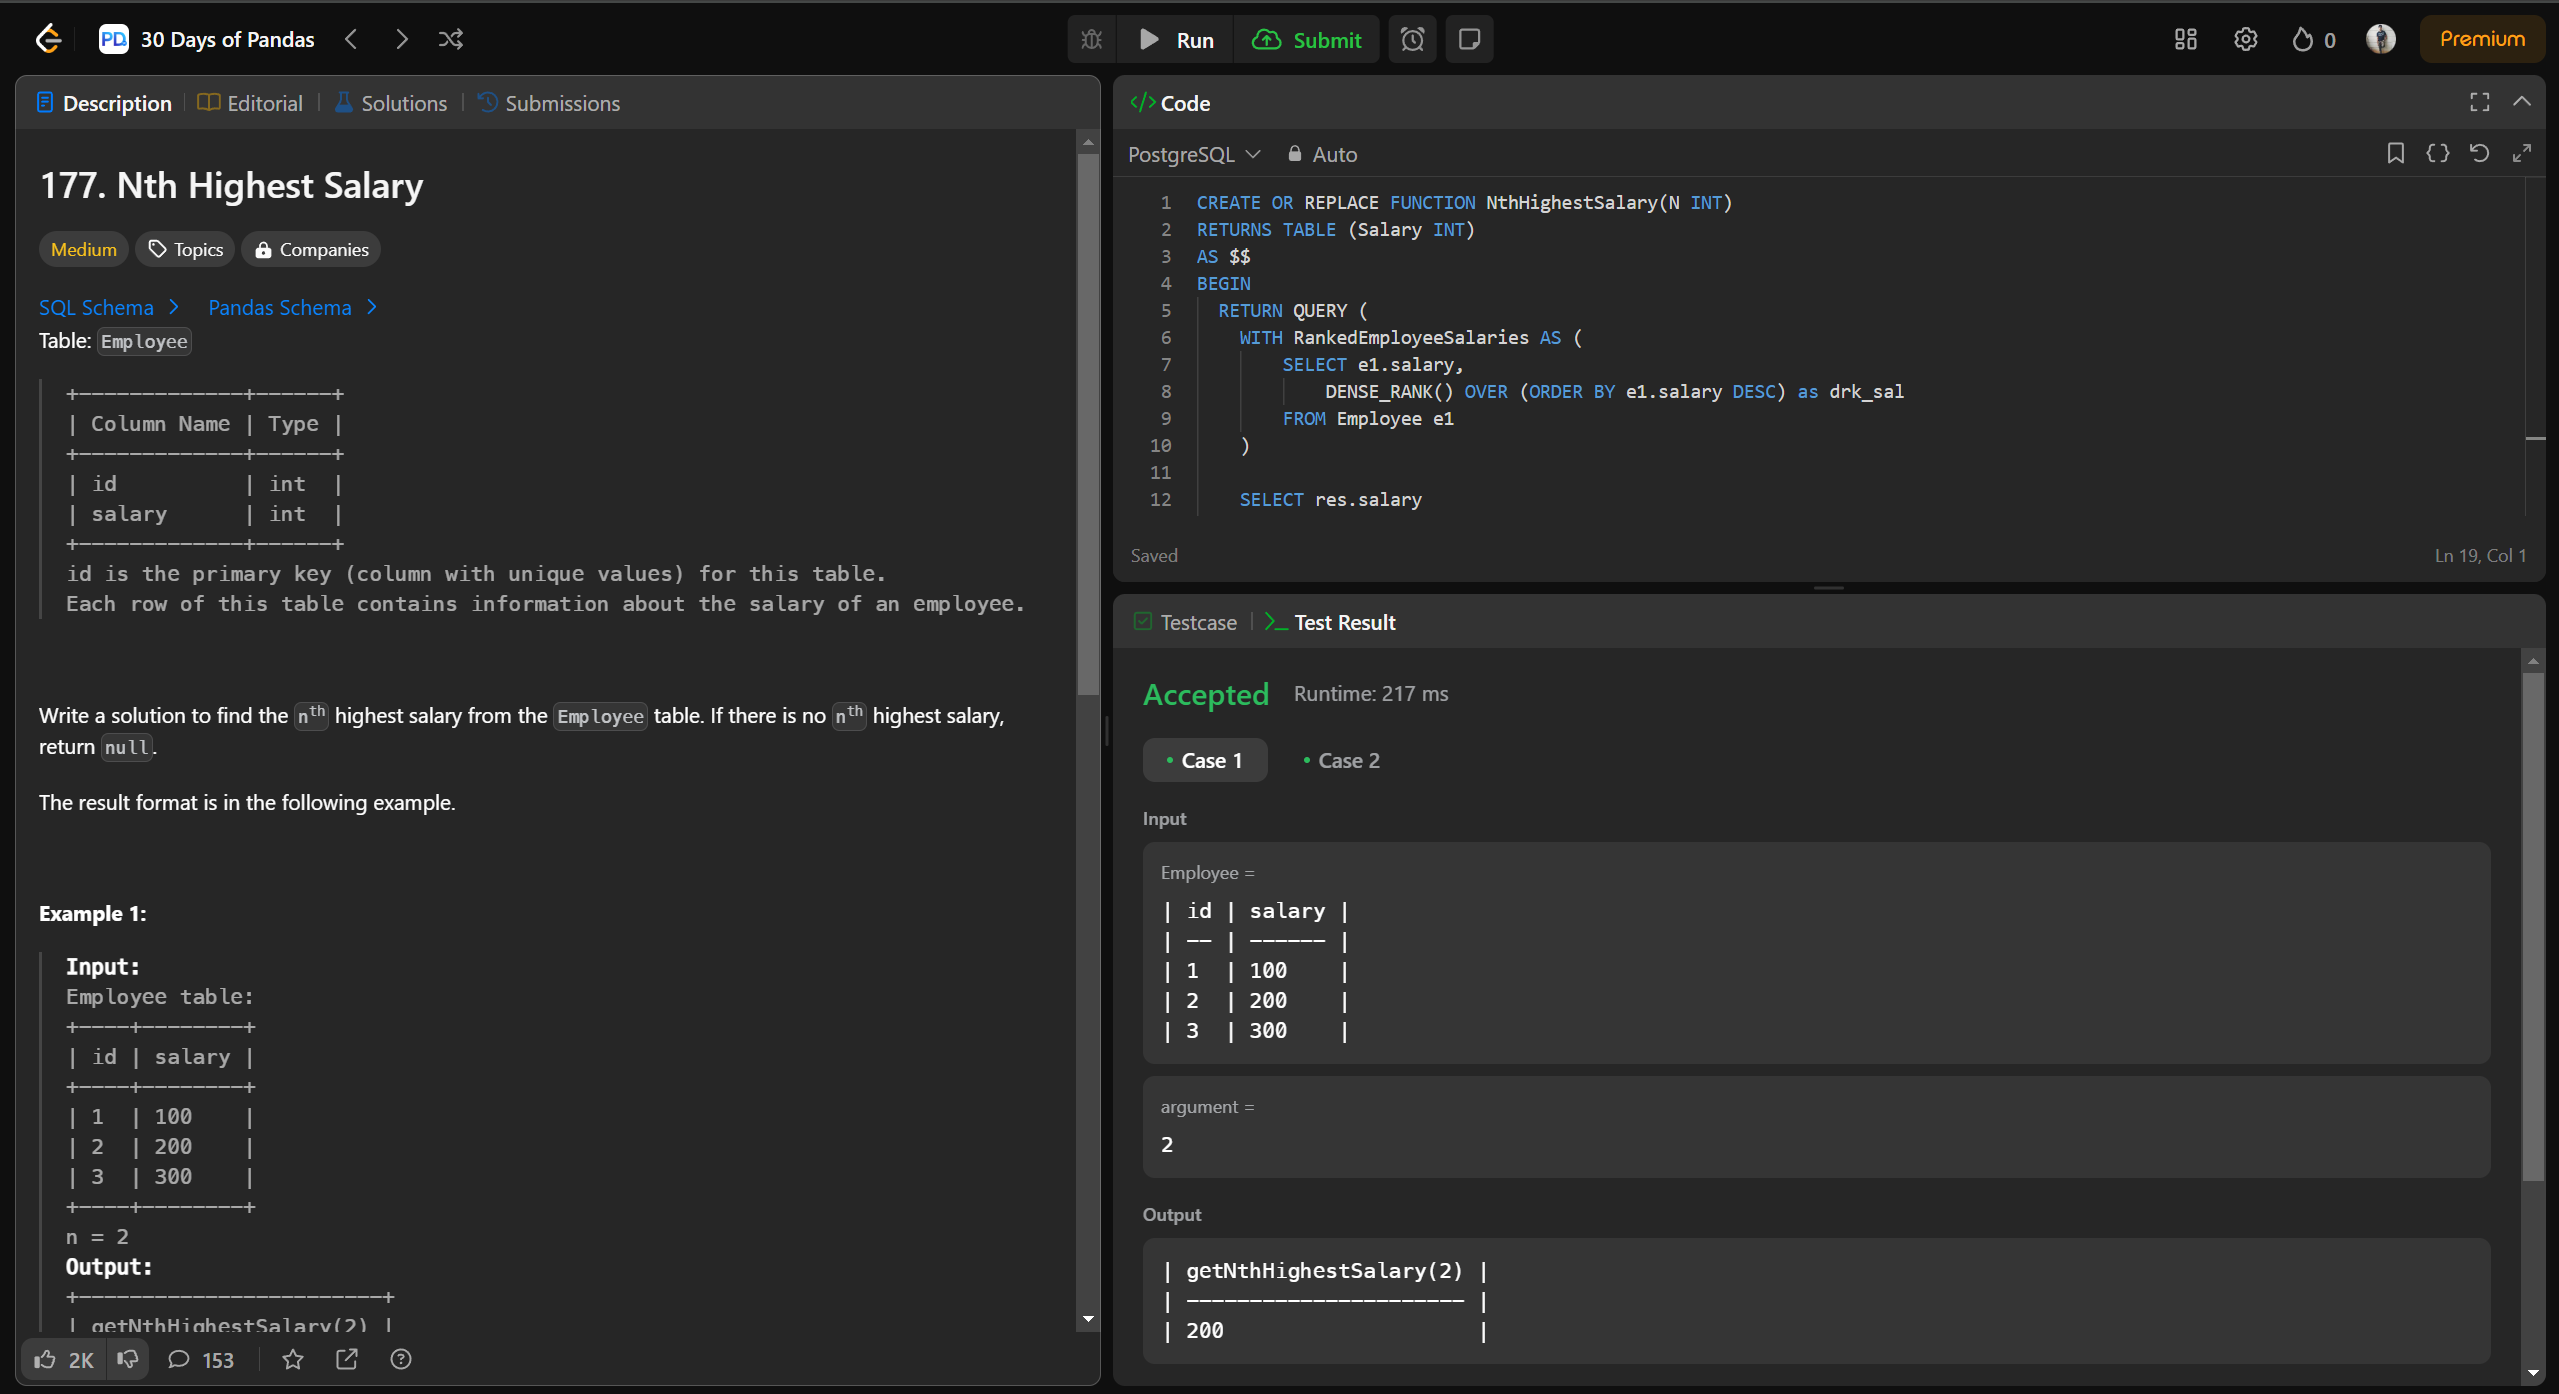 30 Days of Pandas
Run
Submit
0
Premium
Description
Editorial
Solutions
Submissions
177. Nth Highest Salary
Medium
Topics
Companies
SQL Schema
Pandas Schema
Table: Employee
+-------------+------+
| Column Name | Type |
+-------------+------+
| id          | int  |
| salary      | int  |
+-------------+------+
id is the primary key (column with unique values) for this table.
Each row of this table contains information about the salary of an employee.
Write a solution to find the nth highest salary from the Employee table. If there is no nth highest salary,
return null.
The result format is in the following example.
Example 1:
Input:
Employee table:
+----+--------+
| id | salary |
+----+--------+
| 1  | 100    |
| 2  | 200    |
| 3  | 300    |
+----+--------+
n = 2
Output:
+------------------------+
| getNthHighestSalary(2) |
2K
153
Code
PostgreSQL
Auto
1 CREATE OR REPLACE FUNCTION NthHighestSalary(N INT)
2 RETURNS TABLE (Salary INT)
3 AS $$
4 BEGIN
5   RETURN QUERY (
6     WITH RankedEmployeeSalaries AS (
7         SELECT e1.salary,
8             DENSE_RANK() OVER (ORDER BY e1.salary DESC) as drk_sal
9         FROM Employee e1
10     )
11
12     SELECT res.salary
Saved
Ln 19, Col 1
Testcase
Test Result
Accepted
Runtime: 217 ms
Case 1
Case 2
Input
Employee =
| id | salary |
| -- | ------ |
| 1  | 100    |
| 2  | 200    |
| 3  | 300    |
argument =
2
Output
| getNthHighestSalary(2) |
| ---------------------- |
| 200                    |